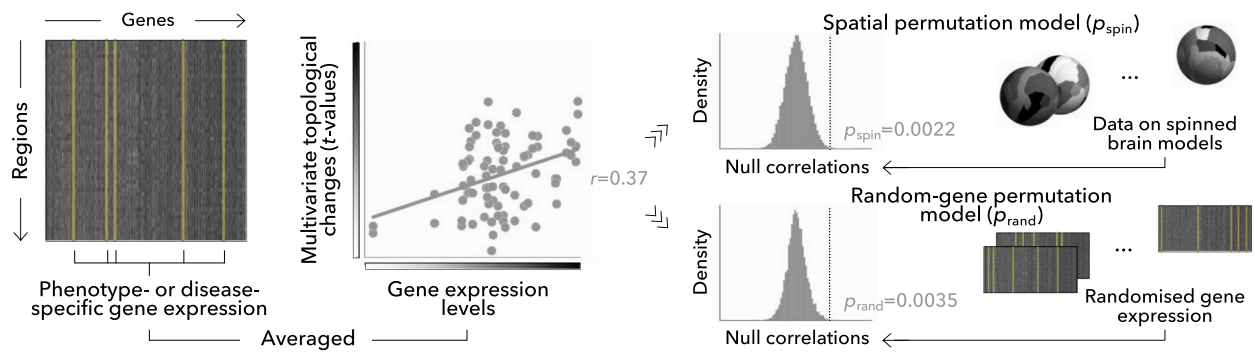 Genes
Regions
Phenotype- or disease-
specific gene expression
Averaged
Multivariate topological
changes (t-values)
r=0.37
Gene expression
levels
Spatial permutation model (pspin)
Density
pspin=0.0022
Null correlations
...
Data on spinned
brain models
Random-gene permutation
model (prand)
Density
prand=0.0035
Null correlations
...
Randomised gene
expression